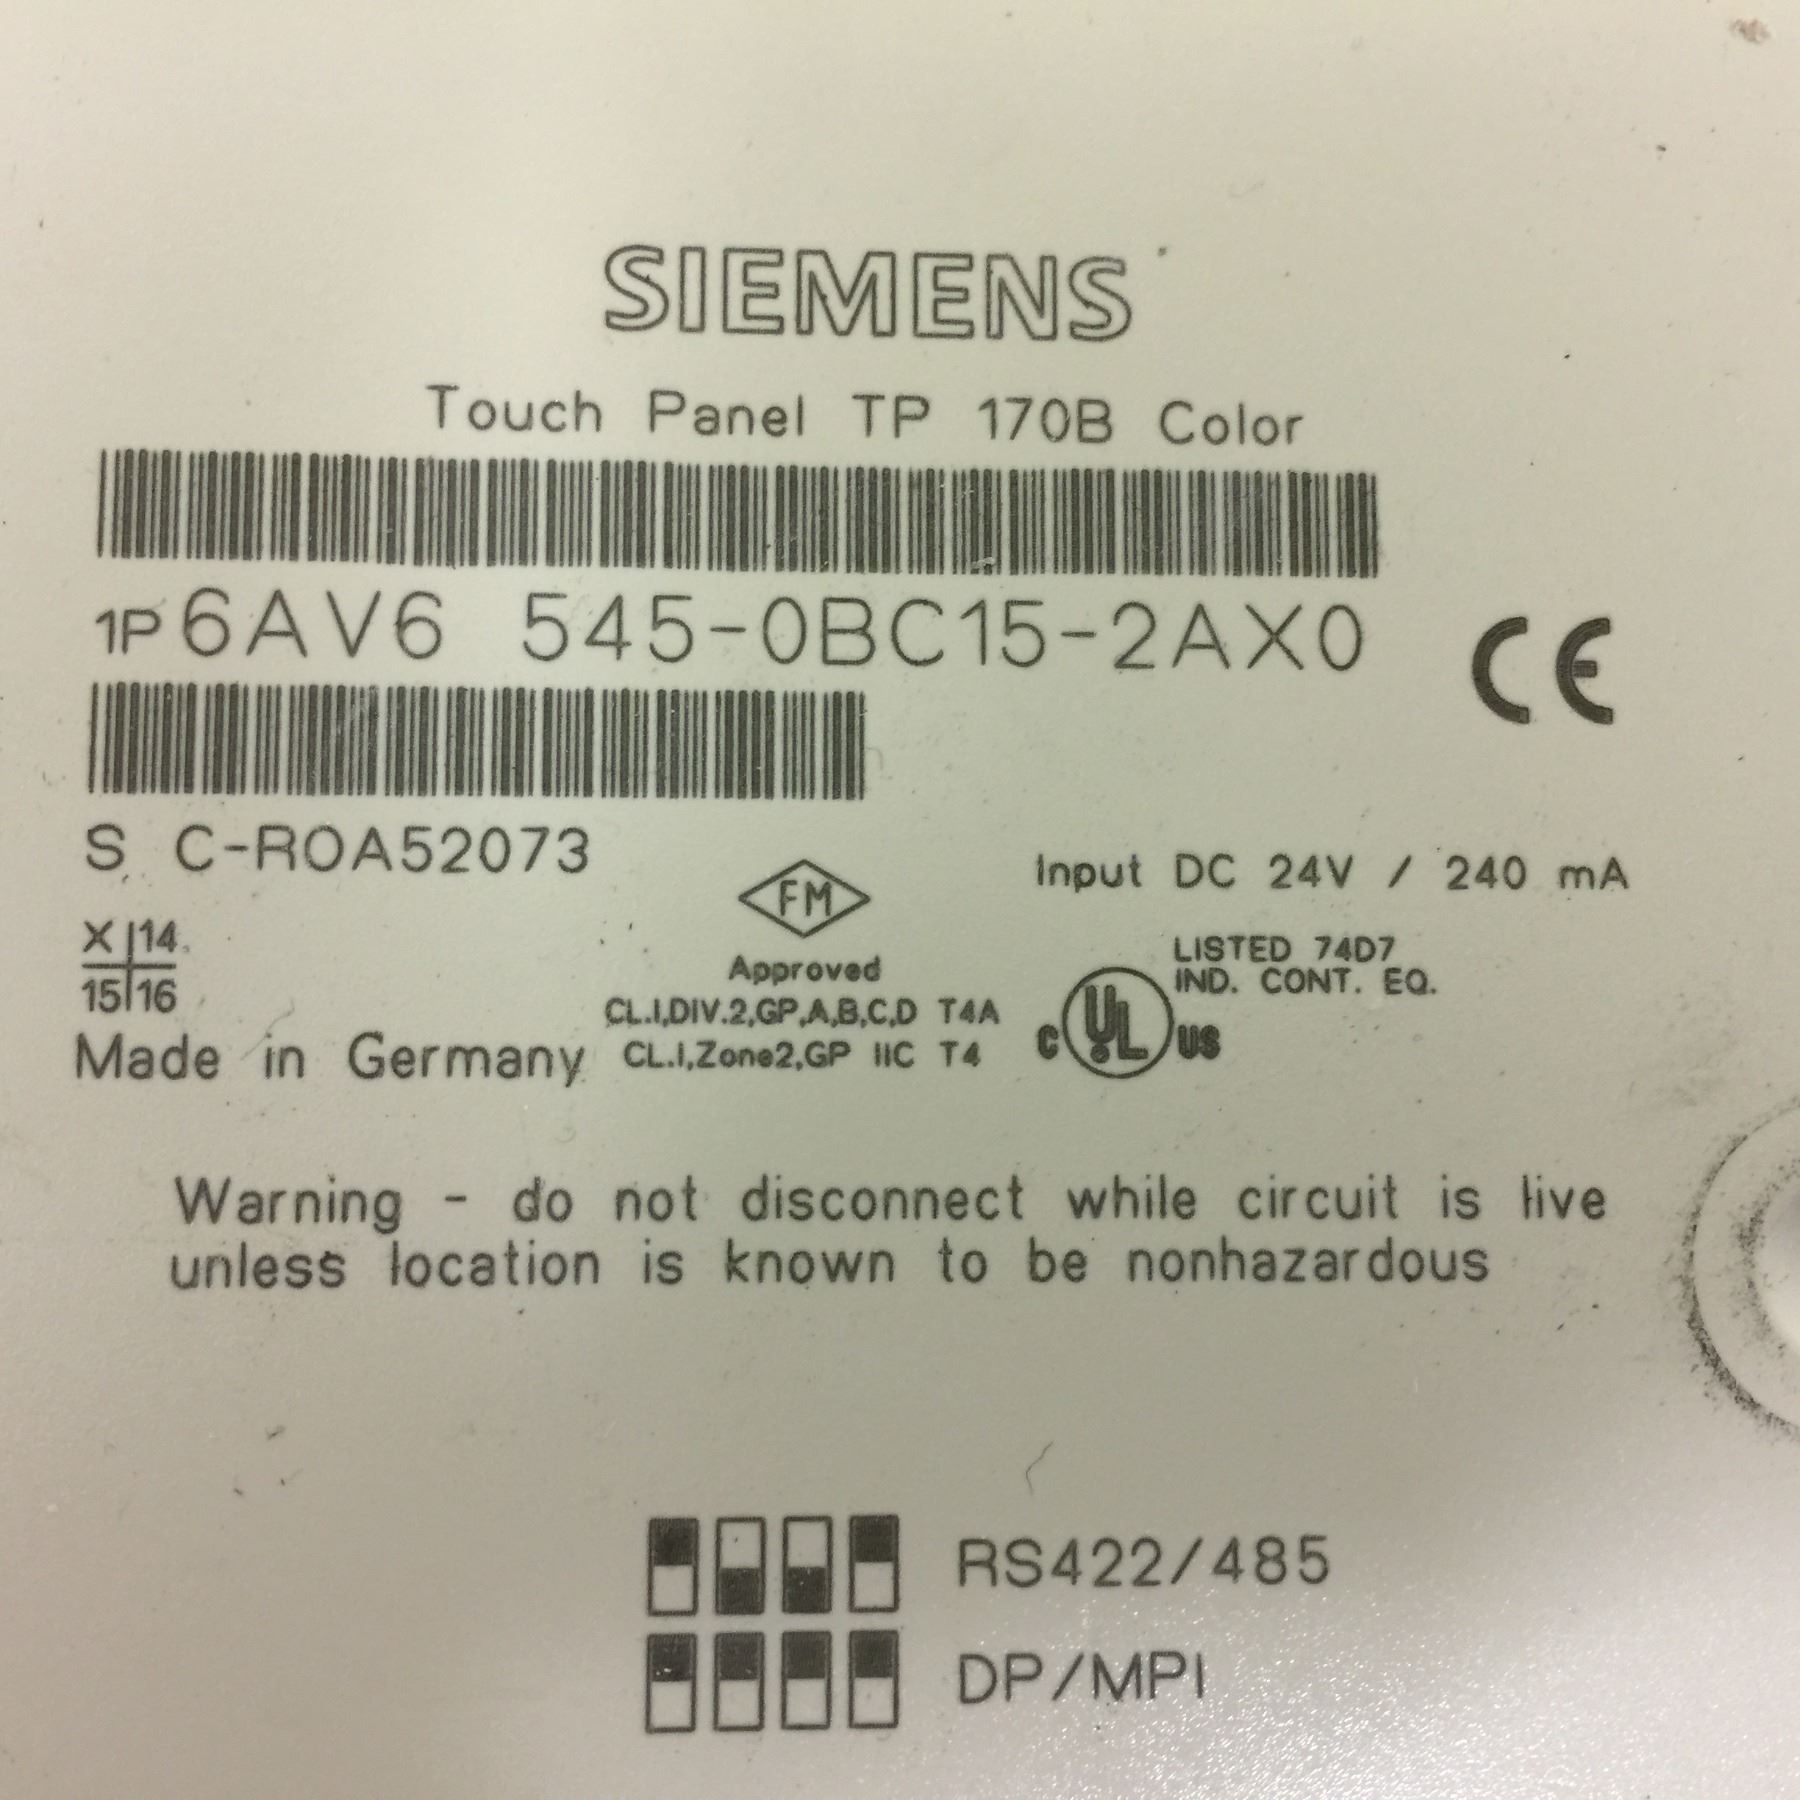 SIEMENS
Touch Panel TP 170B Color
1P 6AV6 545-0BC15-2AX0
CE
S C-R0A52073
Input DC 24V / 240 mA
FM
X 14
15 16
Approved
CL.I,DIV.2,GP,A,B,C,D T4A
CL.I,Zone2,GP IIC T4
LISTED 74D7
IND. CONT. EQ.
C UL US
Made in Germany
Warning - do not disconnect while circuit is live
unless location is known to be nonhazardous
RS422/485
DP/MPI